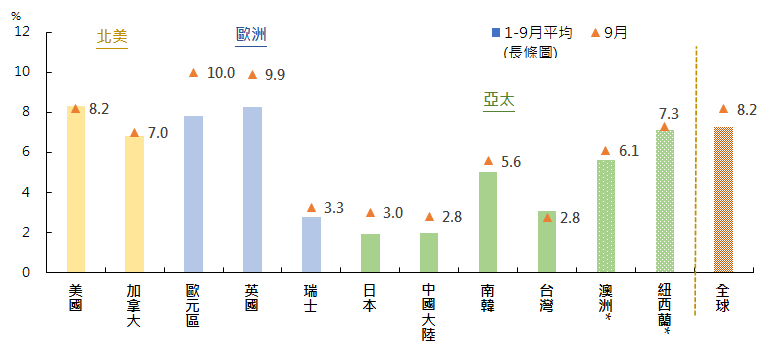 %
12
10
8
6
4
2
0
北美
歐洲
亞太
1-9月平均
(長條圖)
9月
8.2
7.0
10.0
9.9
3.3
3.0
2.8
5.6
2.8
6.1
7.3
8.2
美國
加拿大
歐元區
英國
瑞士
日本
中國大陸
南韓
台灣
澳洲*
紐西蘭*
全球